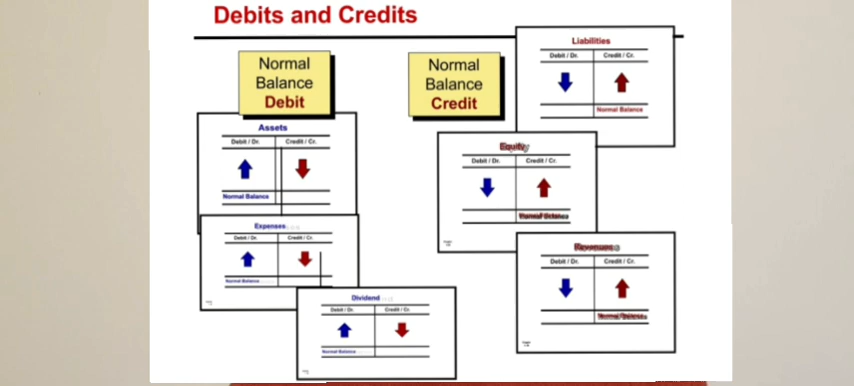 Debits and Credits
Normal
Balance
Debit
Normal
Balance
Credit
Liabilities
Debit / Dr. Credit / Cr.
Normal Balance
Assets
Debit / Dr. Credit / Cr.
Normal Balance
Equity
Debit / Dr. Credit / Cr.
Normal Balance
Expenses
Debit / Dr. Credit / Cr.
Normal Balance
Revenues
Debit / Dr. Credit / Cr.
Normal Balance
Dividend
Debit / Dr. Credit / Cr.
Normal Balance